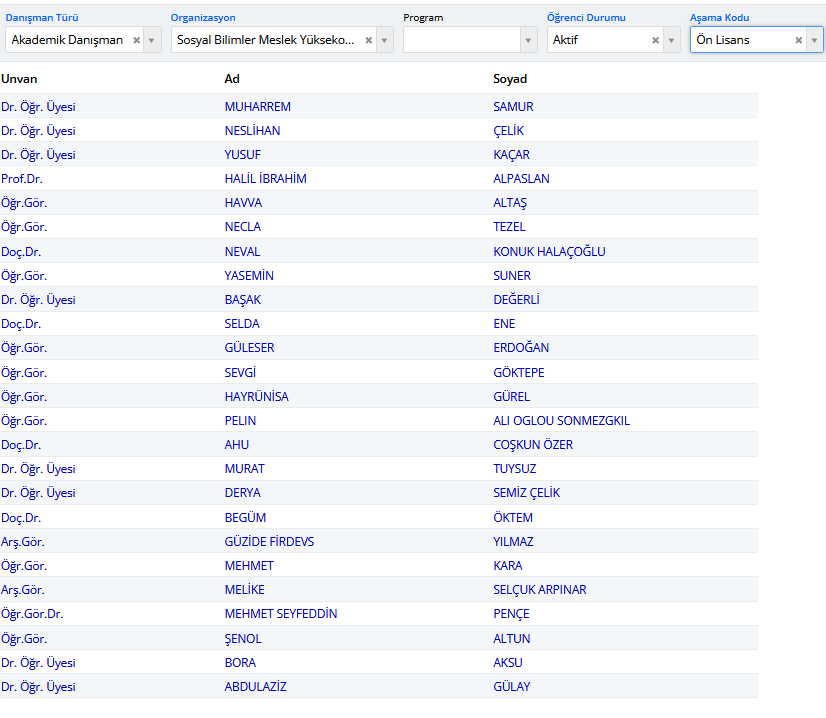 Danışman Türü Organizasyon Program Öğrenci Durumu Aşama Kodu
Akademik Danışman Sosyal Bilimler Meslek Yükseko... Aktif Ön Lisans
Unvan Ad Soyad
Dr. Öğr. Üyesi MUHARREM SAMUR
Dr. Öğr. Üyesi NESLİHAN ÇELİK
Dr. Öğr. Üyesi YUSUF KAÇAR
Prof.Dr. HALİL İBRAHİM ALPASLAN
Öğr.Gör. HAVVA ALTAŞ
Öğr.Gör. NECLA TEZEL
Doç.Dr. NEVAL KONUK HALAÇOĞLU
Öğr.Gör. YASEMİN SUNER
Dr. Öğr. Üyesi BAŞAK DEĞERLİ
Doç.Dr. SELDA ENE
Öğr.Gör. GÜLESER ERDOĞAN
Öğr.Gör. SEVGİ GÖKTEPE
Öğr.Gör. HAYRÜNİSA GÜREL
Öğr.Gör. PELIN ALI OGLOU SONMEZGKIL
Doç.Dr. AHU COŞKUN ÖZER
Dr. Öğr. Üyesi MURAT TUYSUZ
Dr. Öğr. Üyesi DERYA SEMİZ ÇELİK
Doç.Dr. BEGÜM ÖKTEM
Arş.Gör. GÜZİDE FİRDEVS YILMAZ
Öğr.Gör. MEHMET KARA
Arş.Gör. MELİKE SELÇUK ARPINAR
Öğr.Gör.Dr. MEHMET SEYFEDDİN PENÇE
Öğr.Gör. ŞENOL ALTUN
Dr. Öğr. Üyesi BORA AKSU
Dr. Öğr. Üyesi ABDULAZİZ GÜLAY